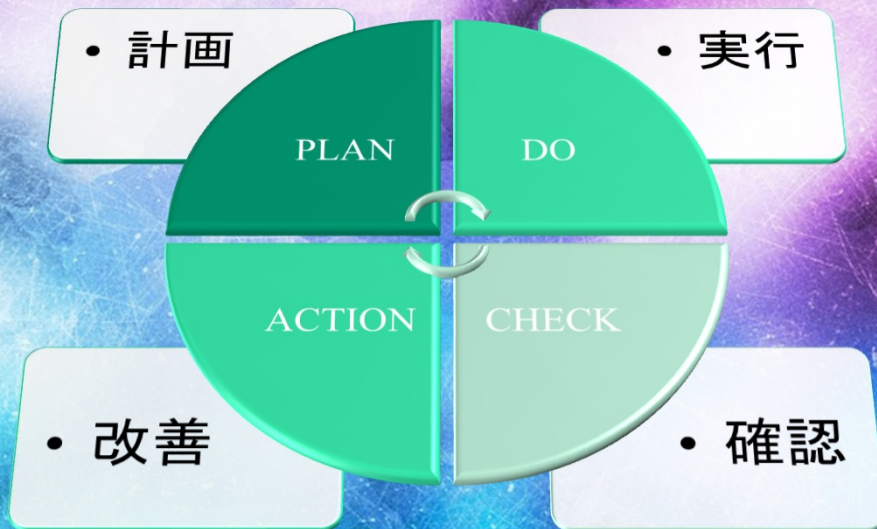 • 計画
• 実行
PLAN
DO
ACTION
CHECK
• 改善
• 確認